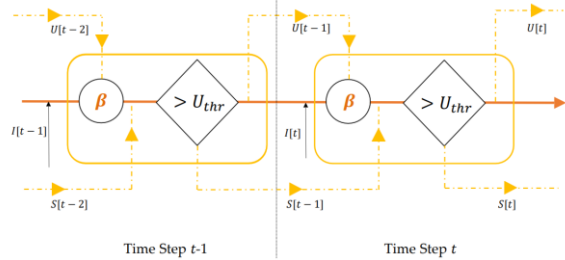 U[t−2]
U[t−1]
U[t]
β
> U_thr
β
> U_thr
I[t−1]
I[t]
S[t−2]
S[t−1]
S[t]
Time Step t-1
Time Step t